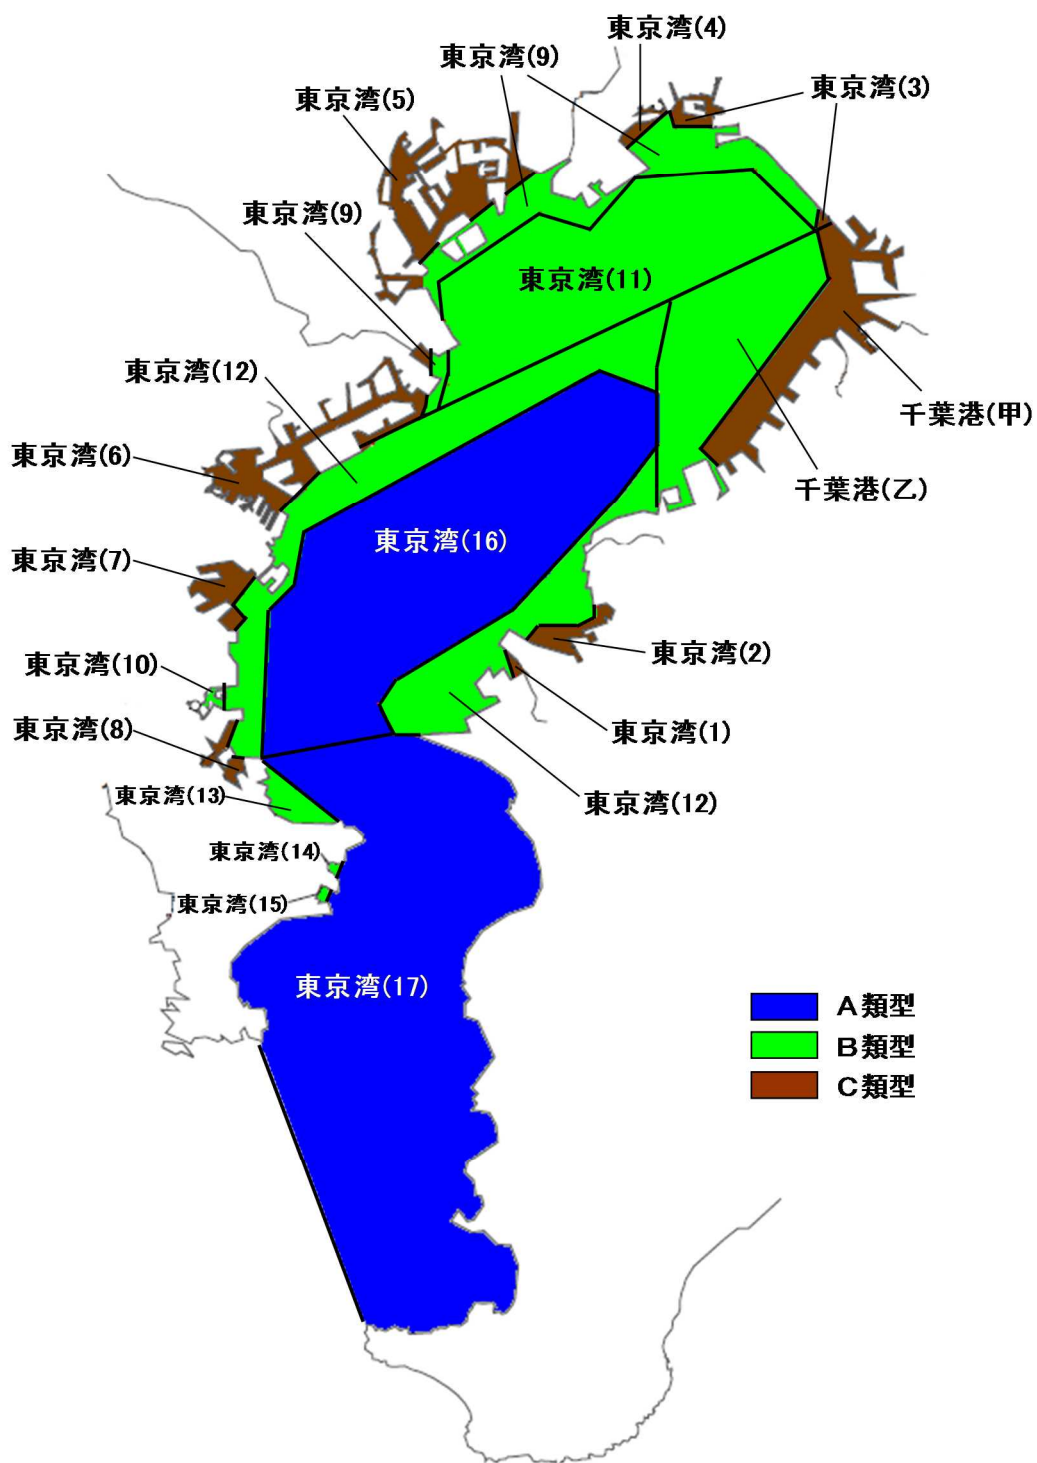 東京湾(4)
東京湾(9)
東京湾(3)
東京湾(5)
東京湾(9)
東京湾(11)
東京湾(12)
千葉港(甲)
東京湾(6)
千葉港(乙)
東京湾(16)
東京湾(7)
東京湾(2)
東京湾(10)
東京湾(8)
東京湾(1)
東京湾(13)
東京湾(12)
東京湾(14)
東京湾(15)
東京湾(17)
A類型
B類型
C類型